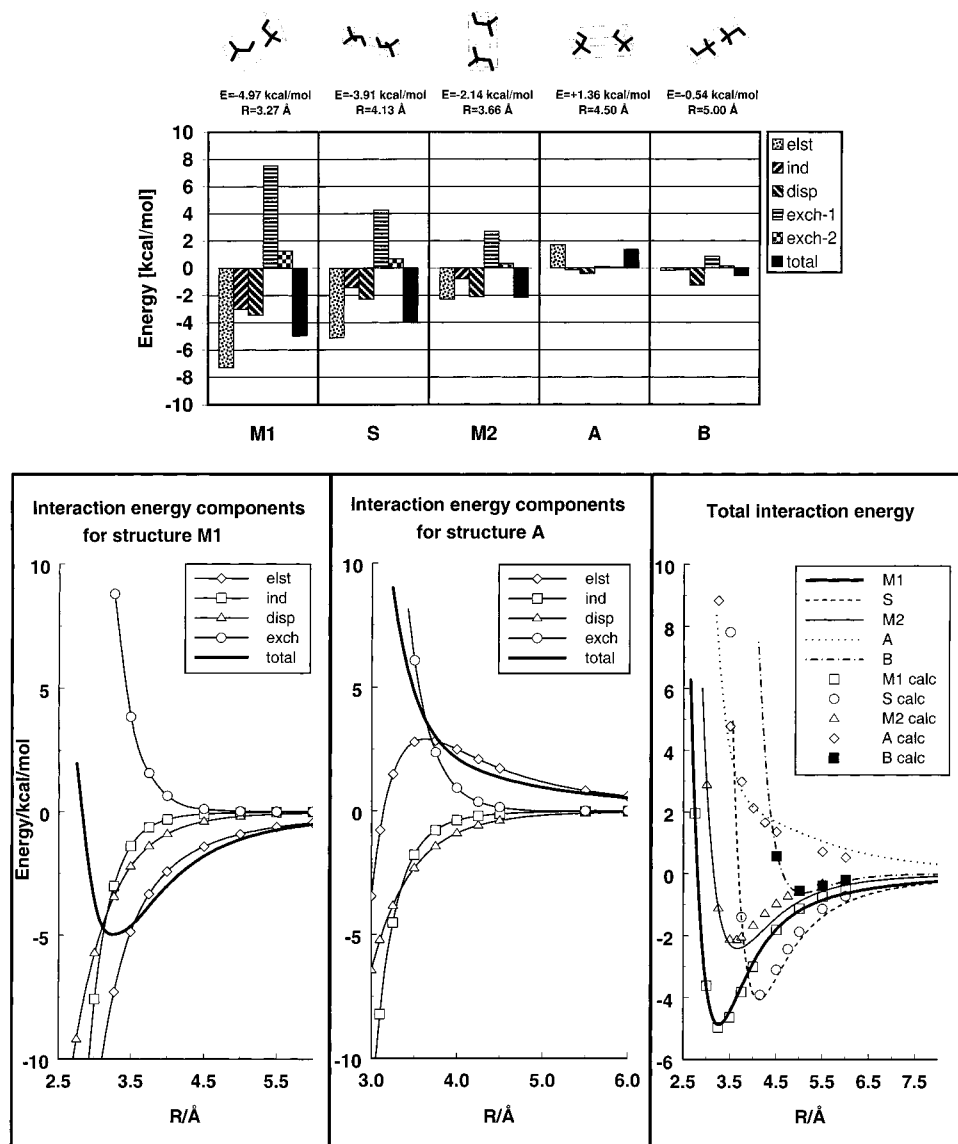 E=-4.97 kcal/mol E=-3.91 kcal/mol E=-2.14 kcal/mol E=+1.36 kcal/mol E=-0.54 kcal/mol
R=3.27 Å R=4.13 Å R=3.66 Å R=4.50 Å R=5.00 Å
Energy [kcal/mol]
10
8
6
4
2
0
-2
-4
-6
-8
-10
elst
ind
disp
exch-1
exch-2
total
M1 S M2 A B
Interaction energy components
for structure M1
Energy/kcal/mol
10
5
0
-5
-10
elst
ind
disp
exch
total
2.5 3.5 4.5 5.5
R/Å
Interaction energy components
for structure A
10
5
0
-5
-10
elst
ind
disp
exch
total
3.0 4.0 5.0 6.0
R/Å
Total interaction energy
10
8
6
4
2
0
-2
-4
-6
M1
S
M2
A
B
M1 calc
S calc
M2 calc
A calc
B calc
2.5 3.5 4.5 5.5 6.5 7.5
R/Å